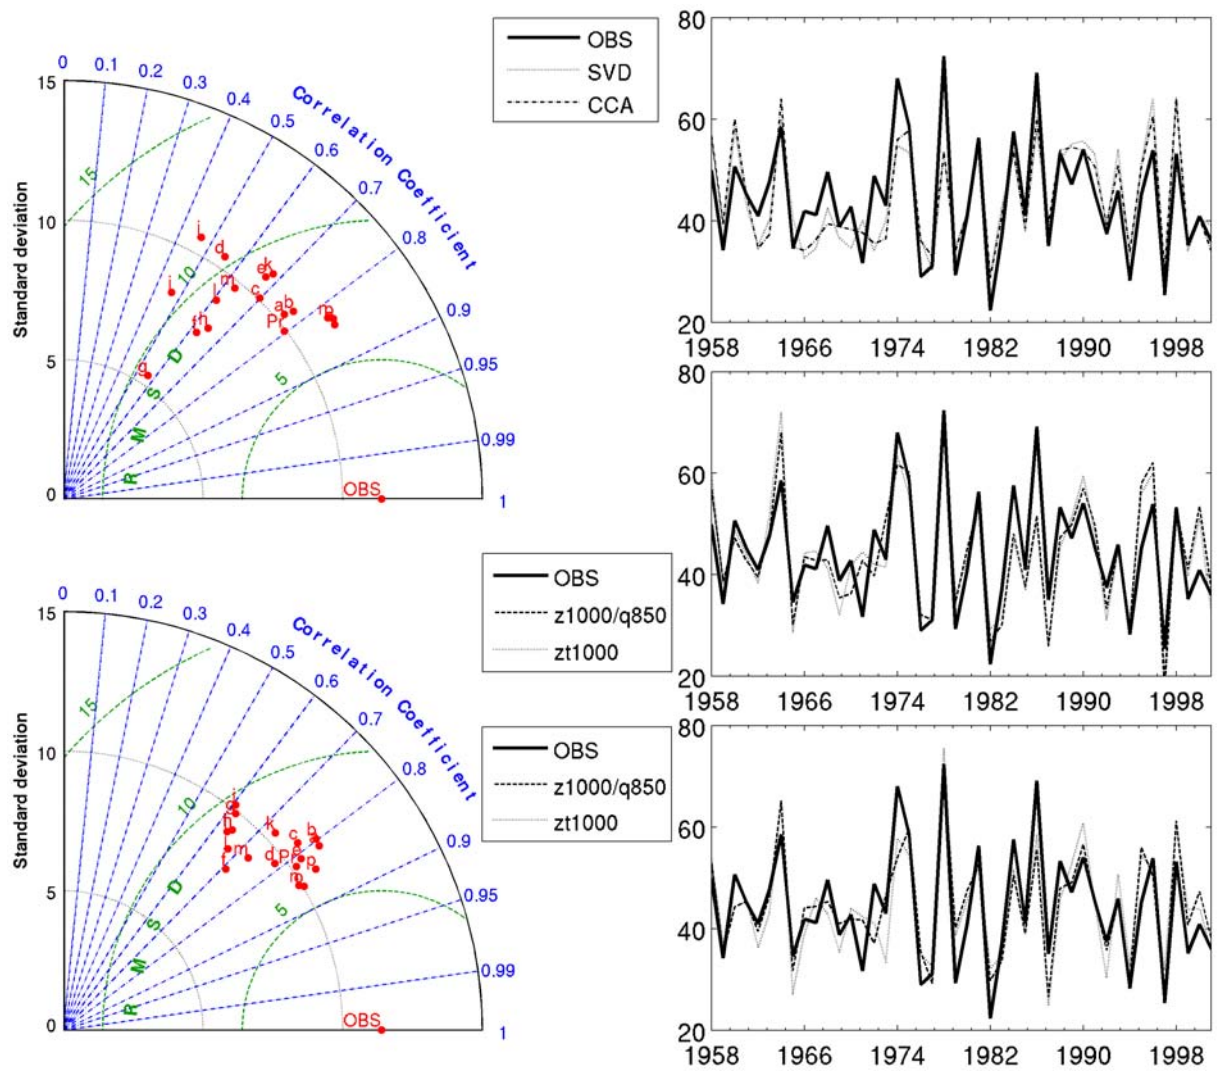 Standard deviation
15
10
5
0
0
0.1
0.2
0.3
0.4
0.5
0.6
0.7
0.8
0.9
0.95
0.99
1
Correlation Coefficient
15
10
5
R M S D
i
d
e
k
m
j
l
c
a
b
n
p
Pr
f
h
g
OBS
OBS
SVD
CCA
80
60
40
20
1958
1966
1974
1982
1990
1998
80
60
40
20
1958
1966
1974
1982
1990
1998
OBS
z1000/q850
zt1000
Standard deviation
15
10
5
0
0
0.1
0.2
0.3
0.4
0.5
0.6
0.7
0.8
0.9
0.95
0.99
1
Correlation Coefficient
15
10
5
R M S D
i
h
k
c
b
m
d
e
p
f
OBS
OBS
z1000/q850
zt1000
80
60
40
20
1958
1966
1974
1982
1990
1998